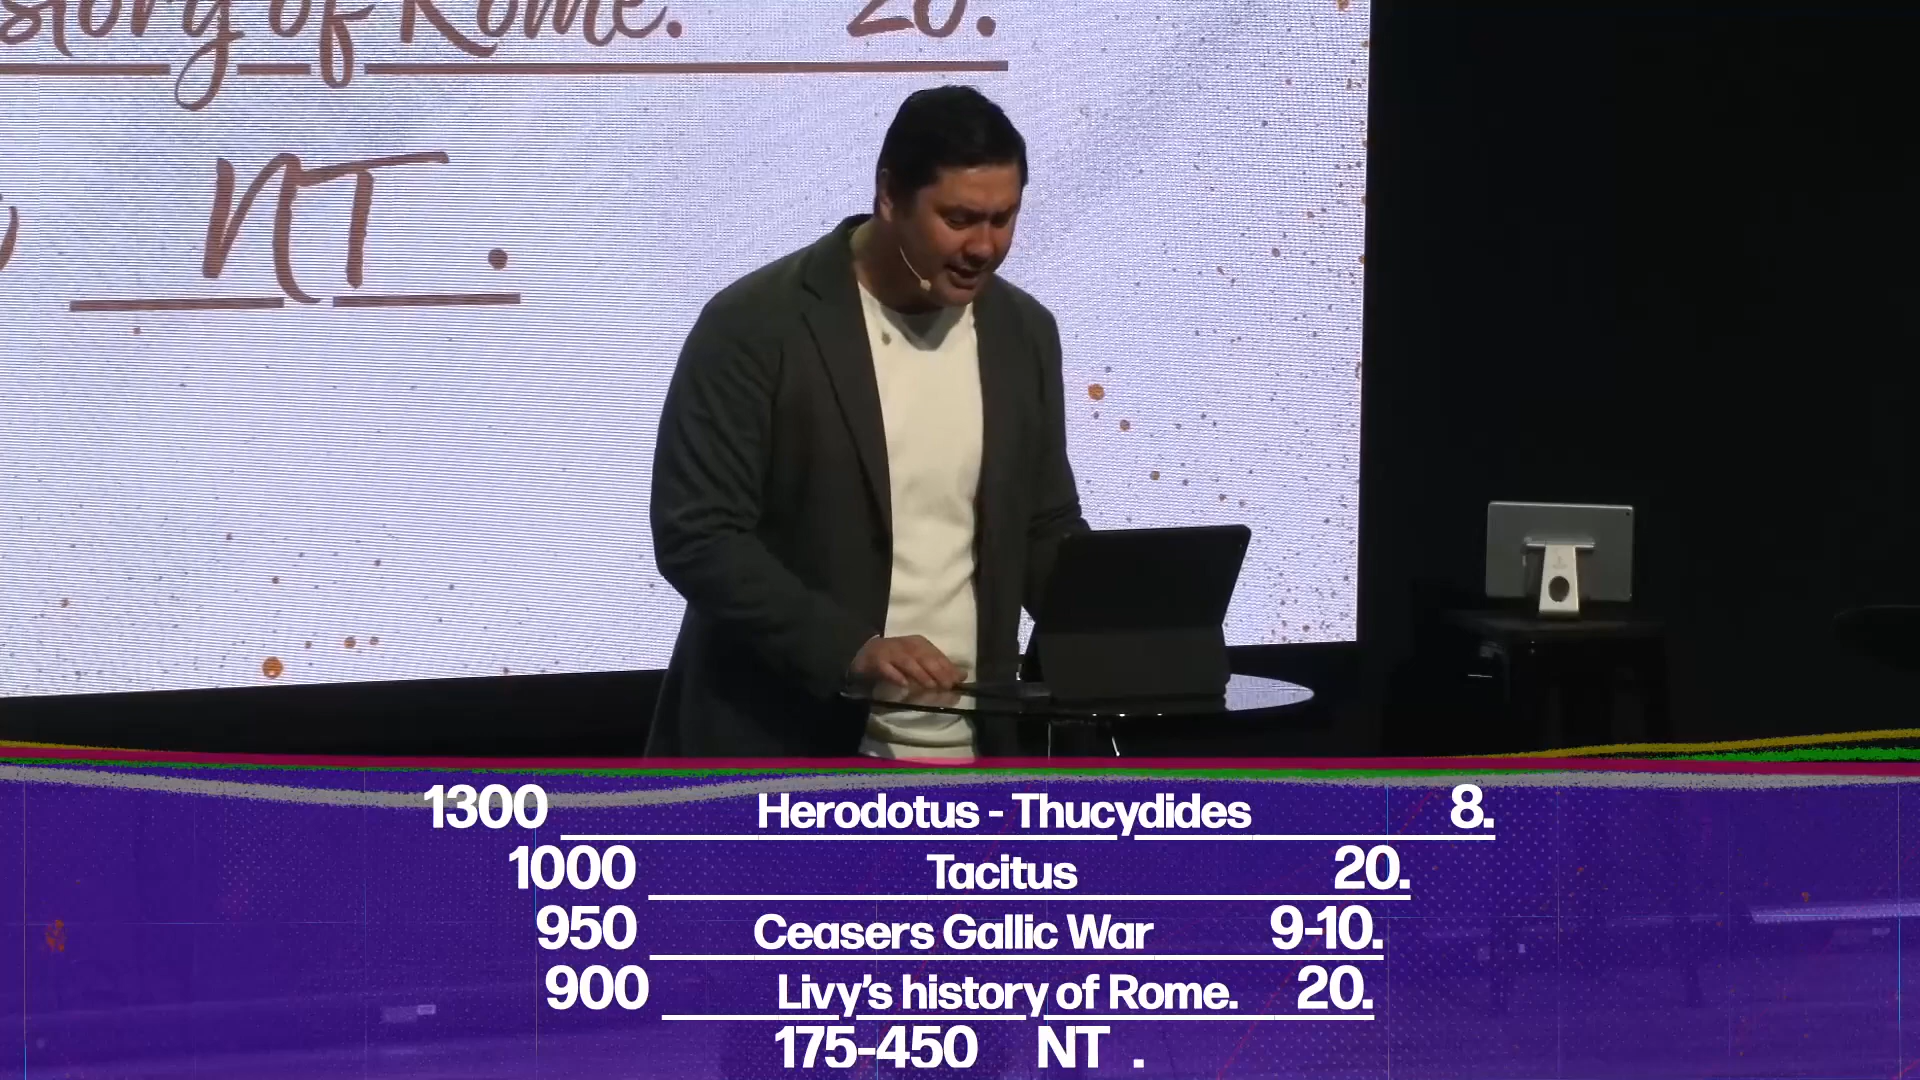 story of Rome. 20.
NT .
1300 Herodotus - Thucydides 8.
1000 Tacitus 20.
950 Ceasers Gallic War 9-10.
900 Livy's history of Rome. 20.
175-450 NT .